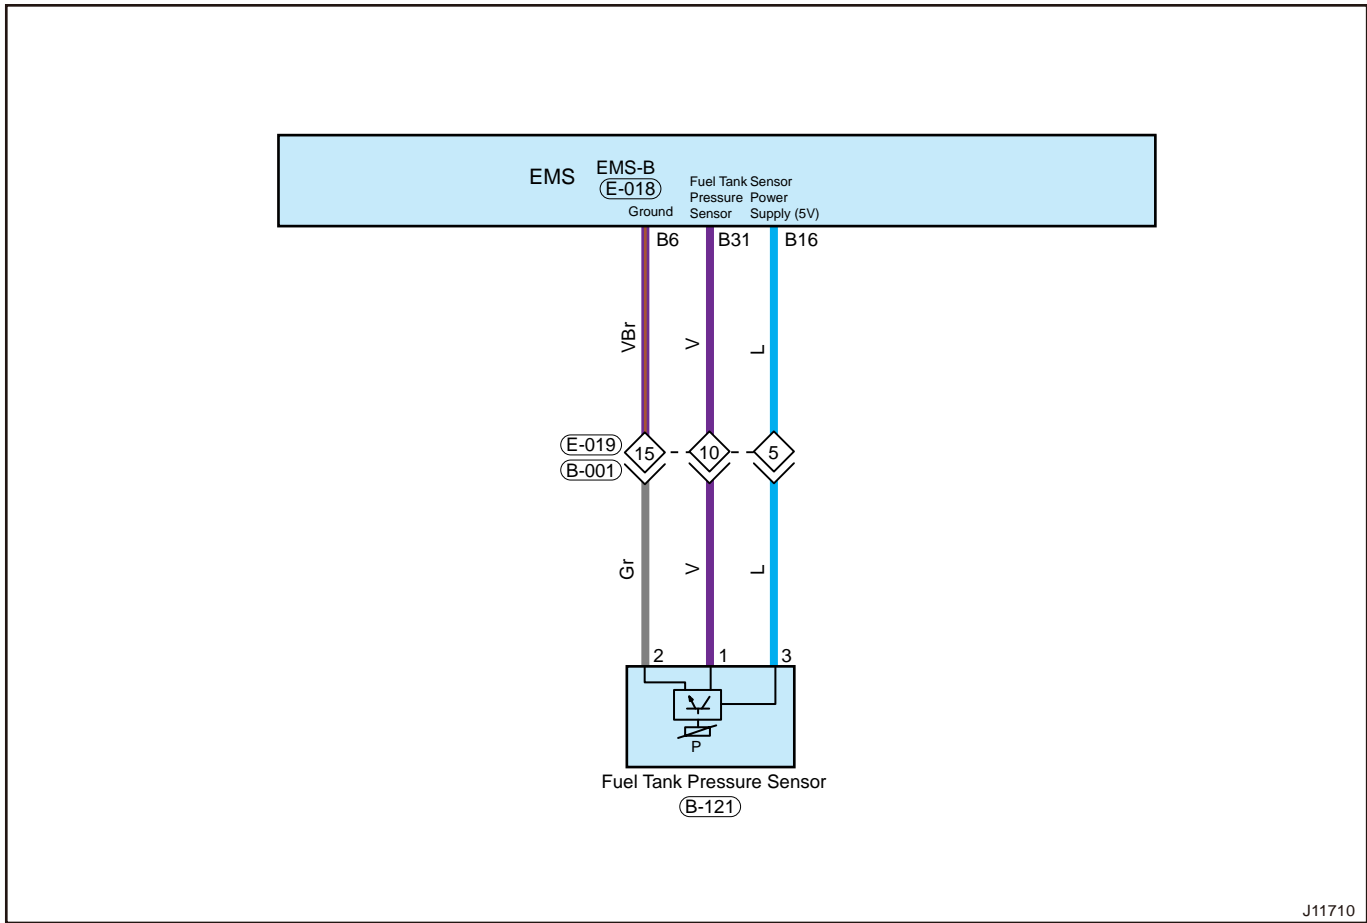 EMS
EMS-B
E-018
Ground
Fuel Tank
Pressure
Sensor
Sensor
Power
Supply (5V)
B6
B31
B16
VBr
V
L
E-019
B-001
15
10
5
Gr
V
L
2
1
3
P
Fuel Tank Pressure Sensor
B-121
J11710